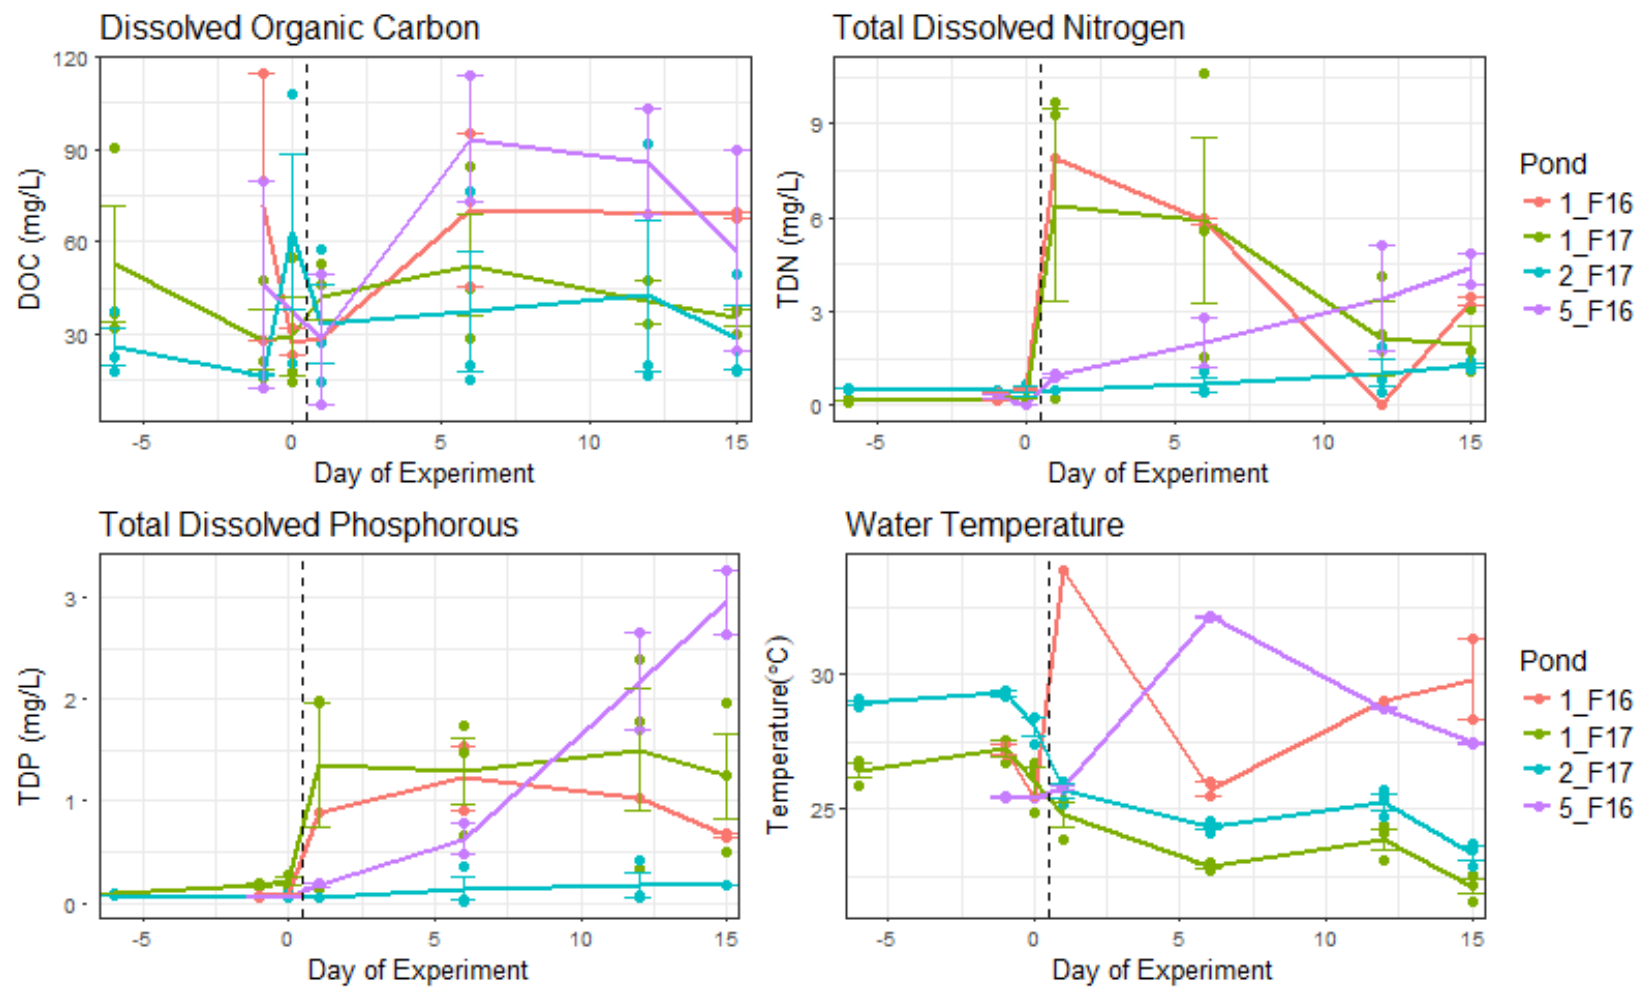 Dissolved Organic Carbon
120
90
60
30
DOC (mg/L)
-5
0
5
10
15
Day of Experiment
Total Dissolved Nitrogen
9
6
3
0
TDN (mg/L)
-5
0
5
10
15
Day of Experiment
Pond
1_F16
1_F17
2_F17
5_F16
Total Dissolved Phosphorous
3
2
1
0
TDP (mg/L)
-5
0
5
10
15
Day of Experiment
Water Temperature
30
25
Temperature(°C)
-5
0
5
10
15
Day of Experiment
Pond
1_F16
1_F17
2_F17
5_F16